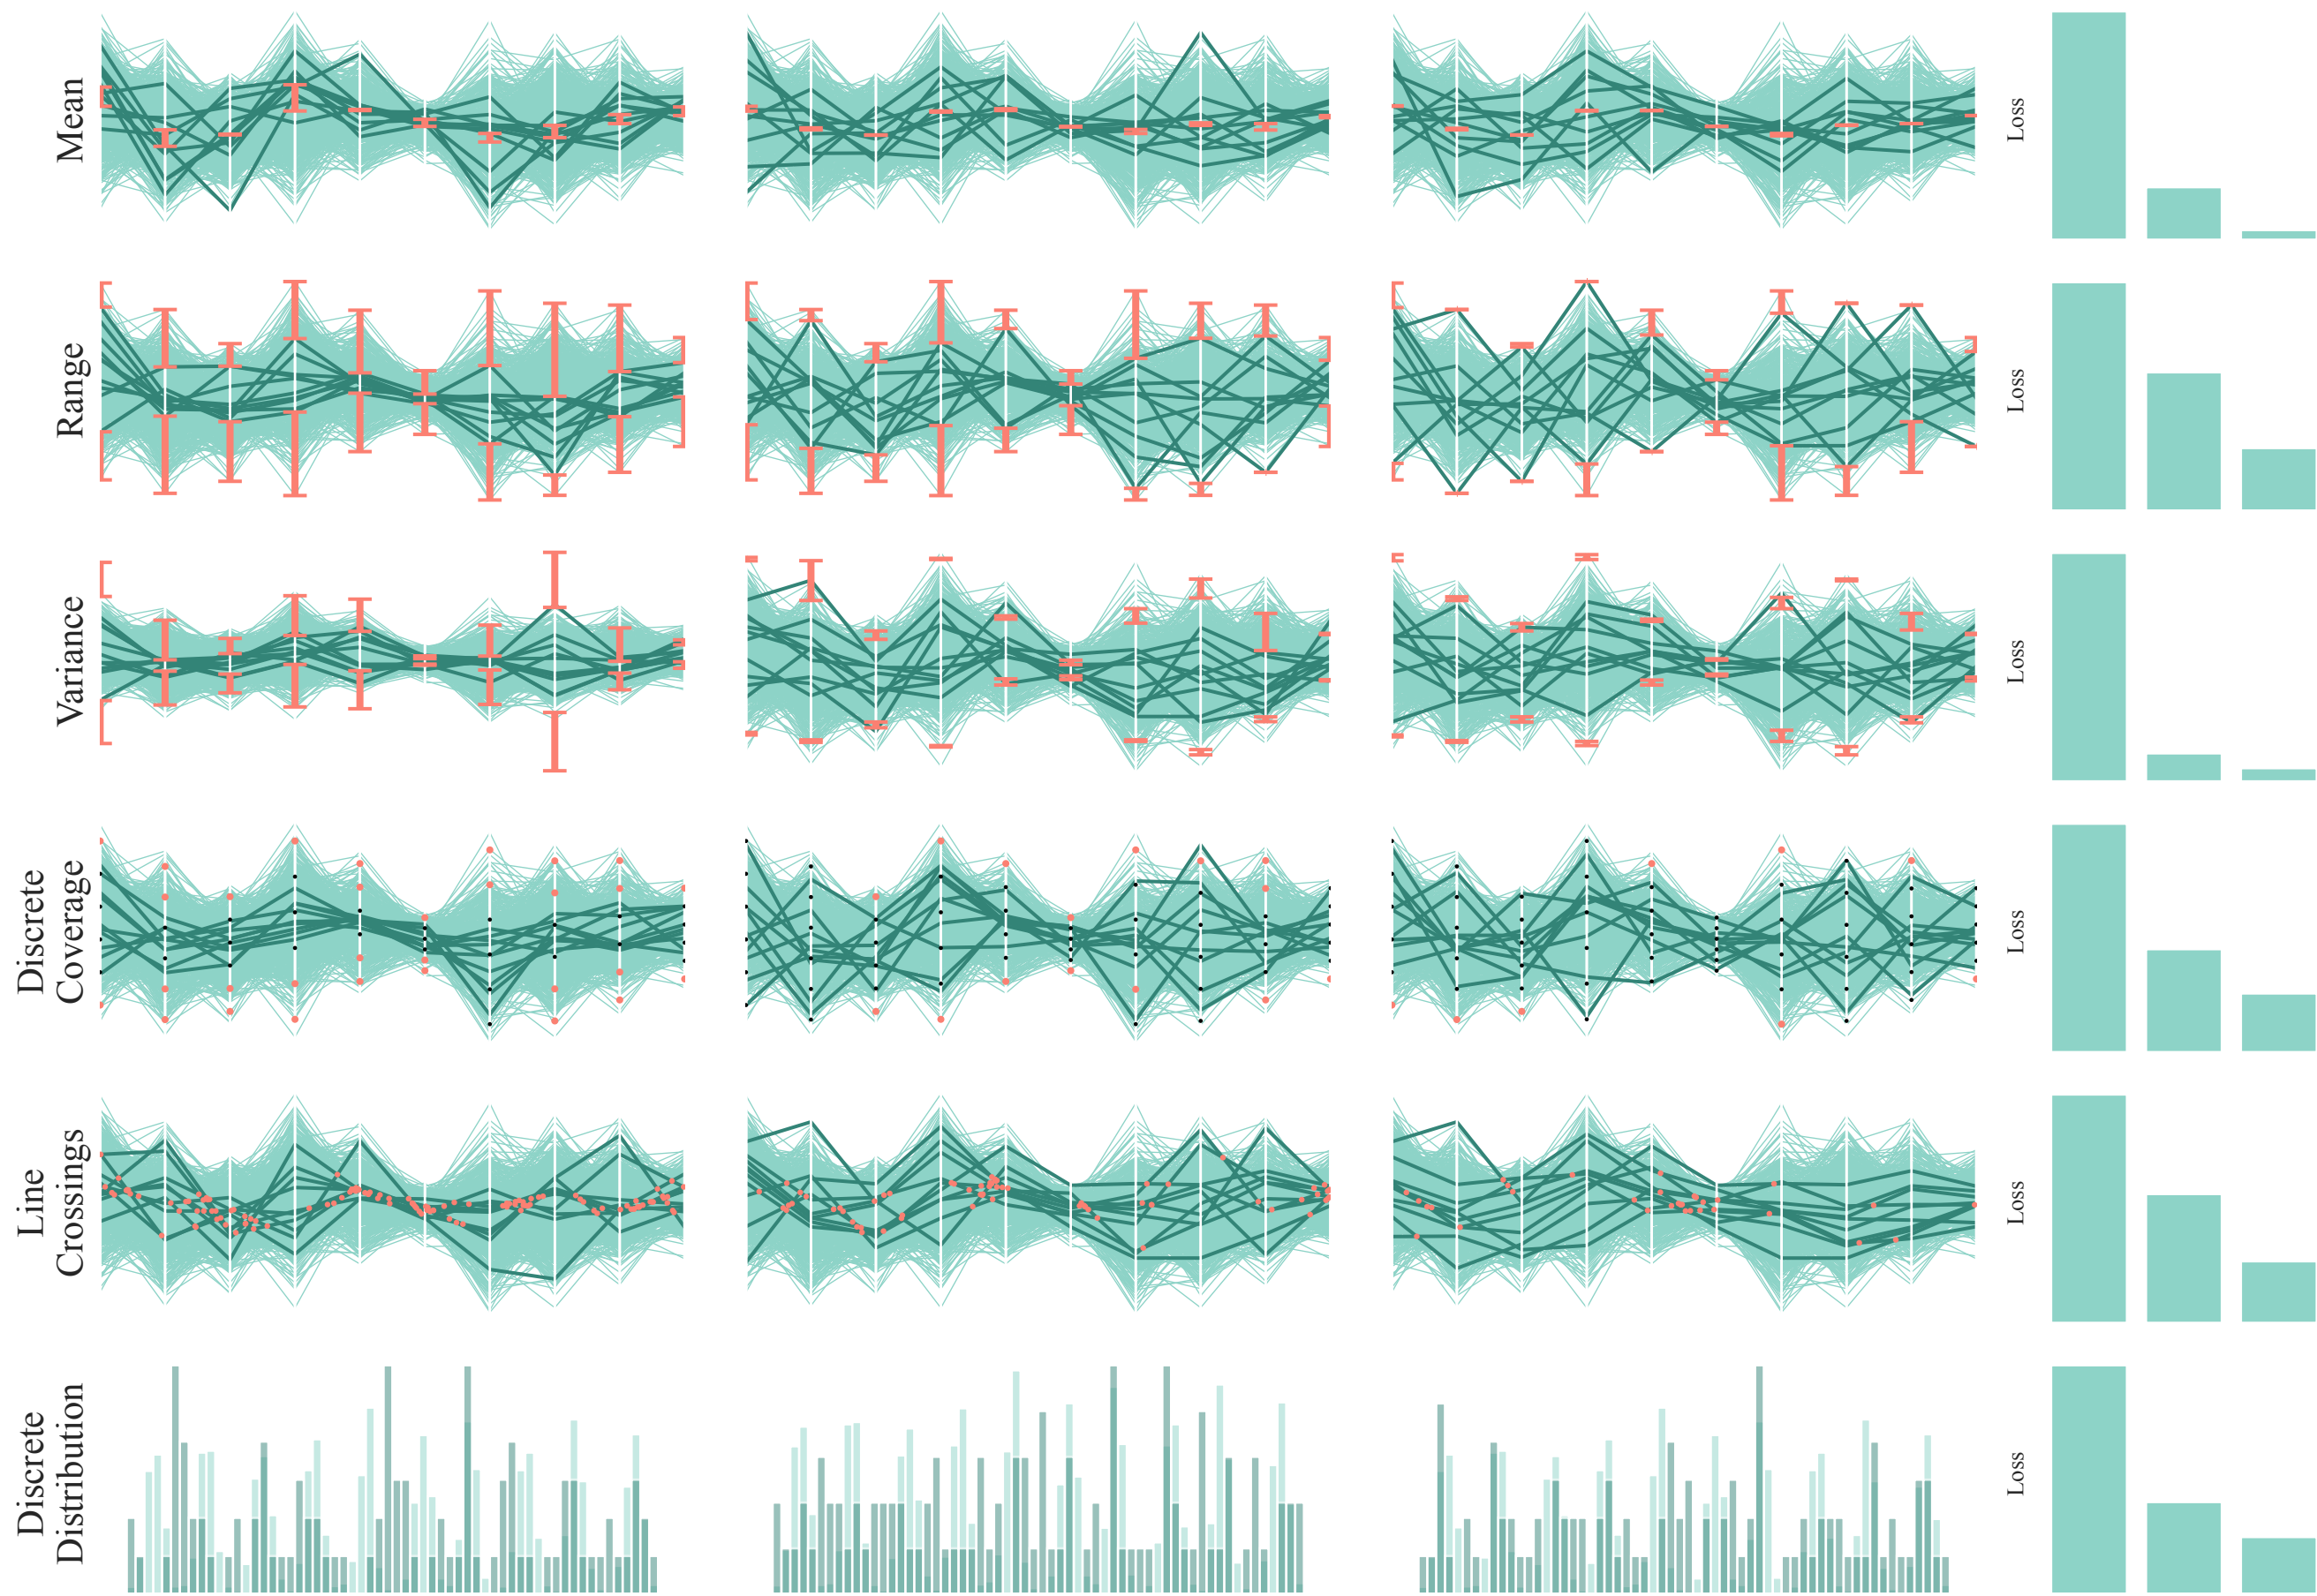 Mean
Loss
Range
Loss
Variance
Loss
Discrete
Coverage
Loss
Line
Crossings
Loss
Discrete
Distribution
Loss